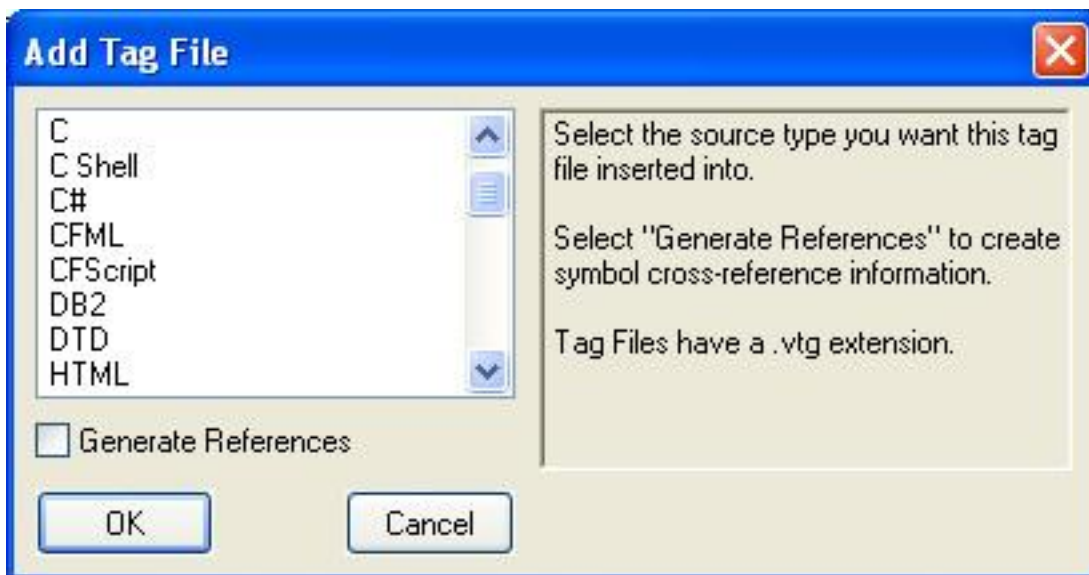 Add Tag File
C
C Shell
C#
CFML
CFScript
DB2
DTD
HTML
Generate References
OK
Cancel
Select the source type you want this tag
file inserted into.
Select "Generate References" to create
symbol cross-reference information.
Tag Files have a .vtg extension.